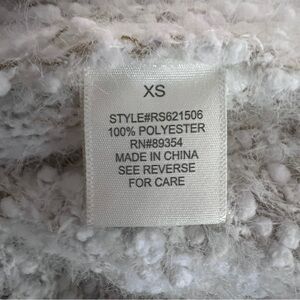 XS
STYLE#RS621506
100% POLYESTER
RN#89354
MADE IN CHINA
SEE REVERSE
FOR CARE